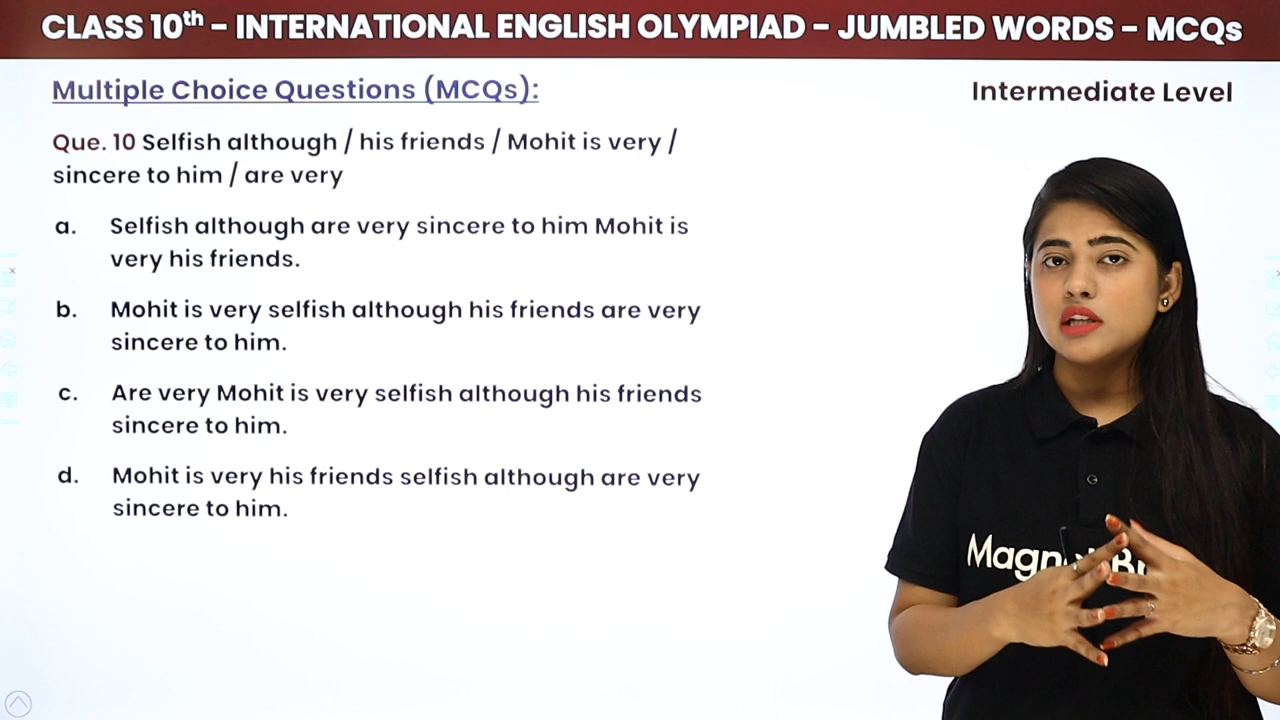 CLASS 10th - INTERNATIONAL ENGLISH OLYMPIAD - JUMBLED WORDS - MCQs
Multiple Choice Questions (MCQs):
Intermediate Level
Que. 10 Selfish although / his friends / Mohit is very /
sincere to him / are very
a. Selfish although are very sincere to him Mohit is
very his friends.
b. Mohit is very selfish although his friends are very
sincere to him.
c. Are very Mohit is very selfish although his friends
sincere to him.
d. Mohit is very his friends selfish although are very
sincere to him.